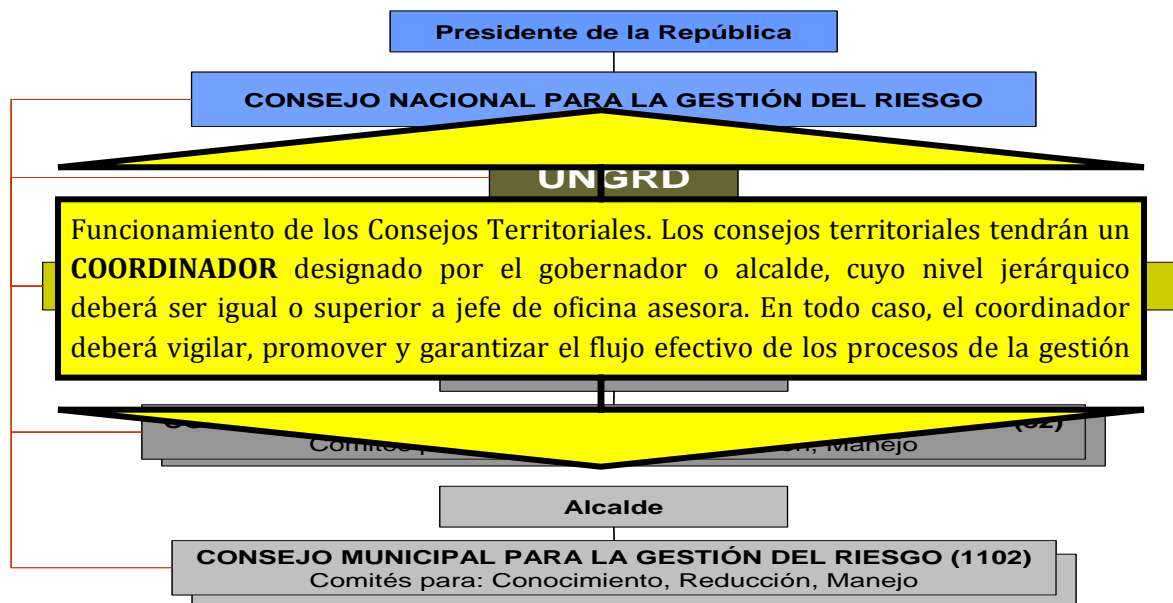 Presidente de la República
CONSEJO NACIONAL PARA LA GESTIÓN DEL RIESGO
UNGRD
Funcionamiento de los Consejos Territoriales. Los consejos territoriales tendrán un
COORDINADOR designado por el gobernador o alcalde, cuyo nivel jerárquico
deberá ser igual o superior a jefe de oficina asesora. En todo caso, el coordinador
deberá vigilar, promover y garantizar el flujo efectivo de los procesos de la gestión
Manejo
Alcalde
CONSEJO MUNICIPAL PARA LA GESTIÓN DEL RIESGO (1102)
Comités para: Conocimiento, Reducción, Manejo